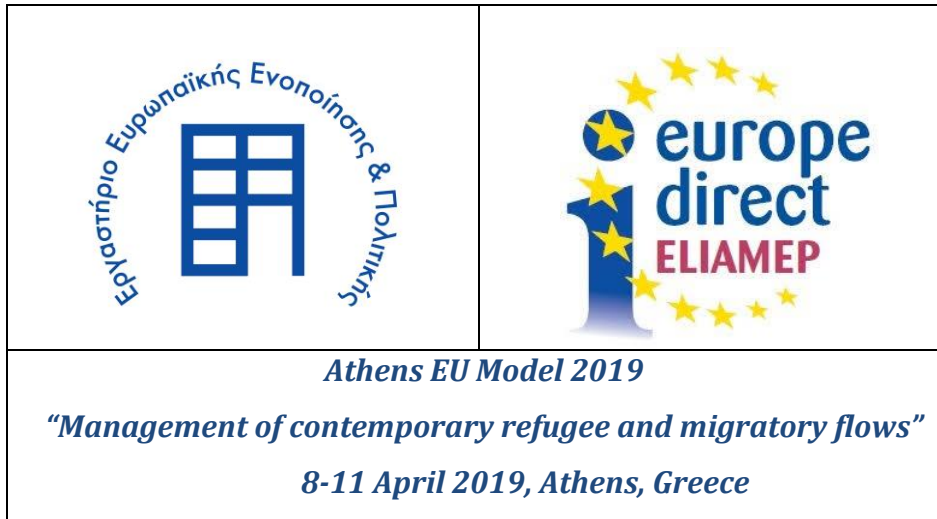 Εργαστήριο Ευρωπαϊκής Ενοποίησης & Πολιτικής
europe
direct
ELIAMEP
Athens EU Model 2019
“Management of contemporary refugee and migratory flows”
8-11 April 2019, Athens, Greece